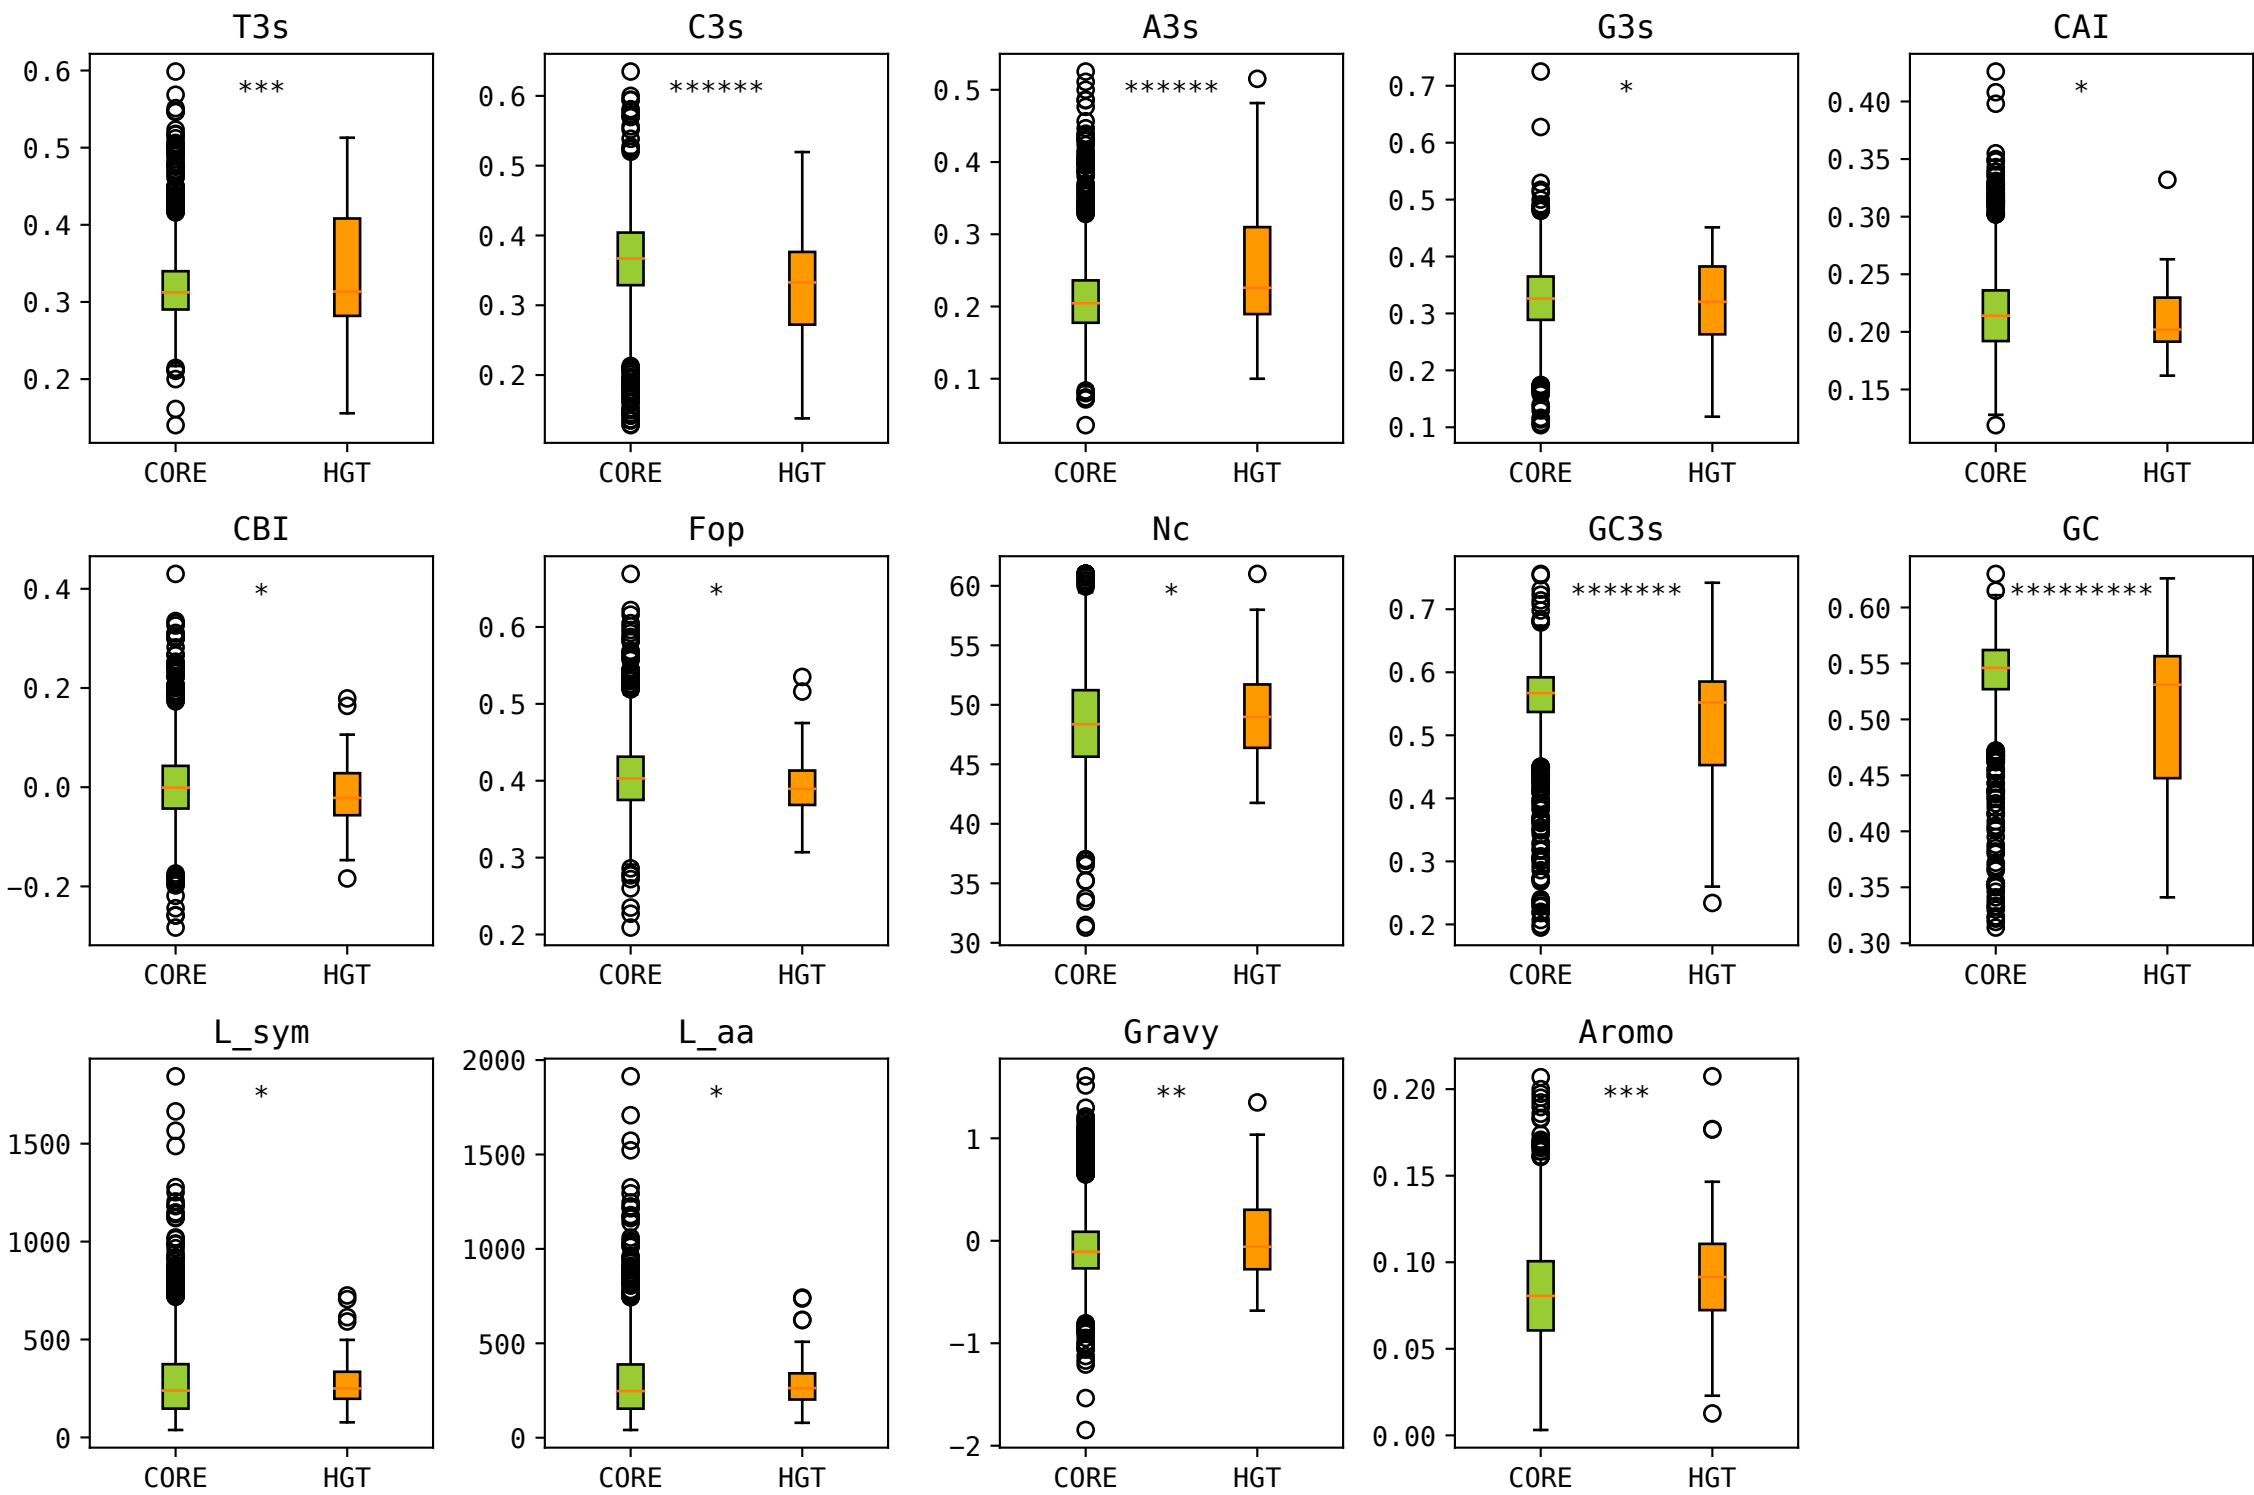 T3s C3s A3s G3s CAI
0.6 0.5 0.4 0.3 0.2
***
CORE HGT
0.6 0.5 0.4 0.3 0.2
******
CORE HGT
0.5 0.4 0.3 0.2 0.1
******
CORE HGT
0.7 0.6 0.5 0.4 0.3 0.2 0.1
*
CORE HGT
0.40 0.35 0.30 0.25 0.20 0.15
*
CORE HGT
CBI Fop Nc GC3s GC
0.4 0.2 0.0 −0.2
*
CORE HGT
0.6 0.5 0.4 0.3 0.2
*
CORE HGT
60 55 50 45 40 35 30
*
CORE HGT
0.7 0.6 0.5 0.4 0.3 0.2
*******
CORE HGT
0.60 0.55 0.50 0.45 0.40 0.35 0.30
*********
CORE HGT
L_sym L_aa Gravy Aromo
1500 1000 500 0
*
CORE HGT
2000 1500 1000 500 0
*
CORE HGT
1 0 −1 −2
**
CORE HGT
0.20 0.15 0.10 0.05 0.00
***
CORE HGT